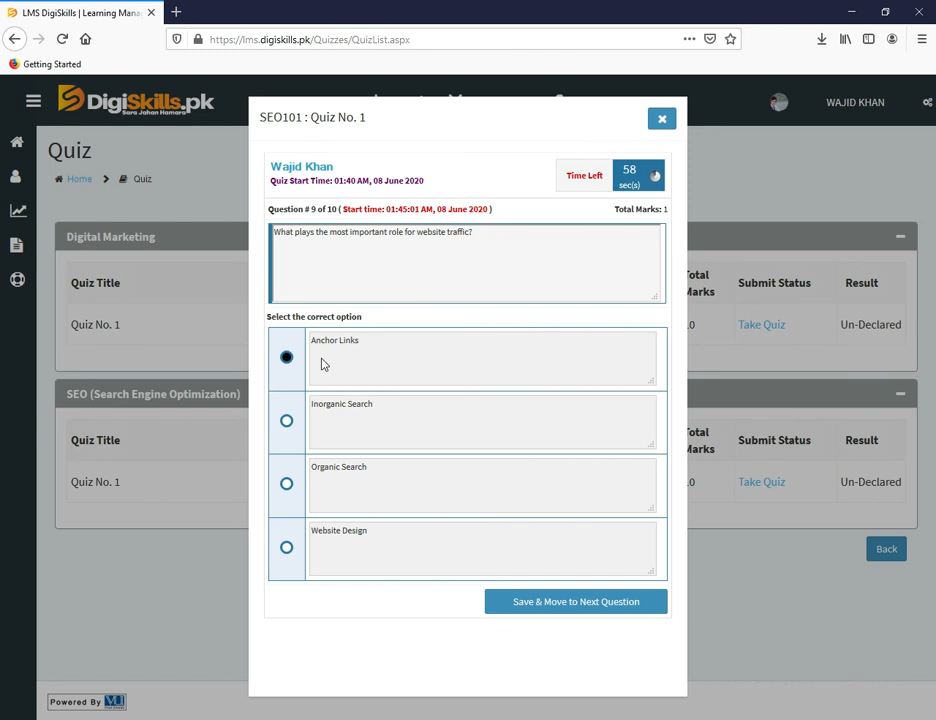 LMS DigiSkills | Learning Mana
https://lms.digiskills.pk/Quizzes/QuizList.aspx
Getting Started
DigiSkills.pk
WAJID KHAN
Quiz
Home
Quiz
SEO101 : Quiz No. 1
Wajid Khan
Quiz Start Time: 01:40 AM, 08 June 2020
Time Left
58
sec(s)
Question # 9 of 10 ( Start time: 01:45:01 AM, 08 June 2020 )
Total Marks: 1
What plays the most important role for website traffic?
Select the correct option
Anchor Links
Inorganic Search
Organic Search
Website Design
Save & Move to Next Question
Digital Marketing
Quiz Title
otal
Marks
Submit Status
Result
Quiz No. 1
.0
Take Quiz
Un-Declared
SEO (Search Engine Optimization)
Quiz Title
otal
Marks
Submit Status
Result
Quiz No. 1
.0
Take Quiz
Un-Declared
Back
Powered By VU